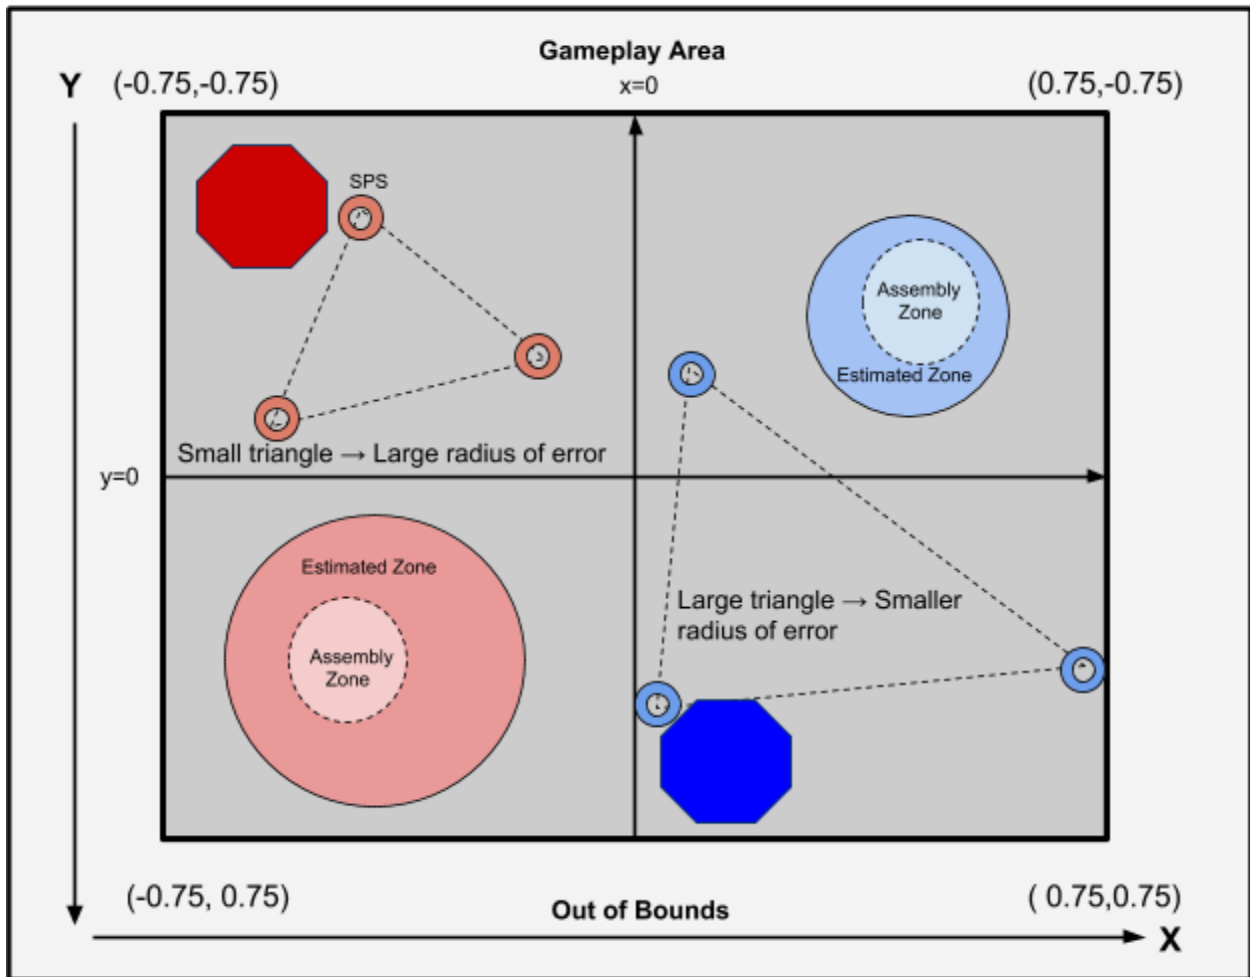 Gameplay Area
Y
(-0.75,-0.75)
x=0
(0.75,-0.75)
SPS
Assembly
Zone
Estimated Zone
Small triangle → Large radius of error
y=0
Estimated Zone
Assembly
Zone
Large triangle → Smaller
radius of error
(-0.75, 0.75)
Out of Bounds
( 0.75,0.75)
X